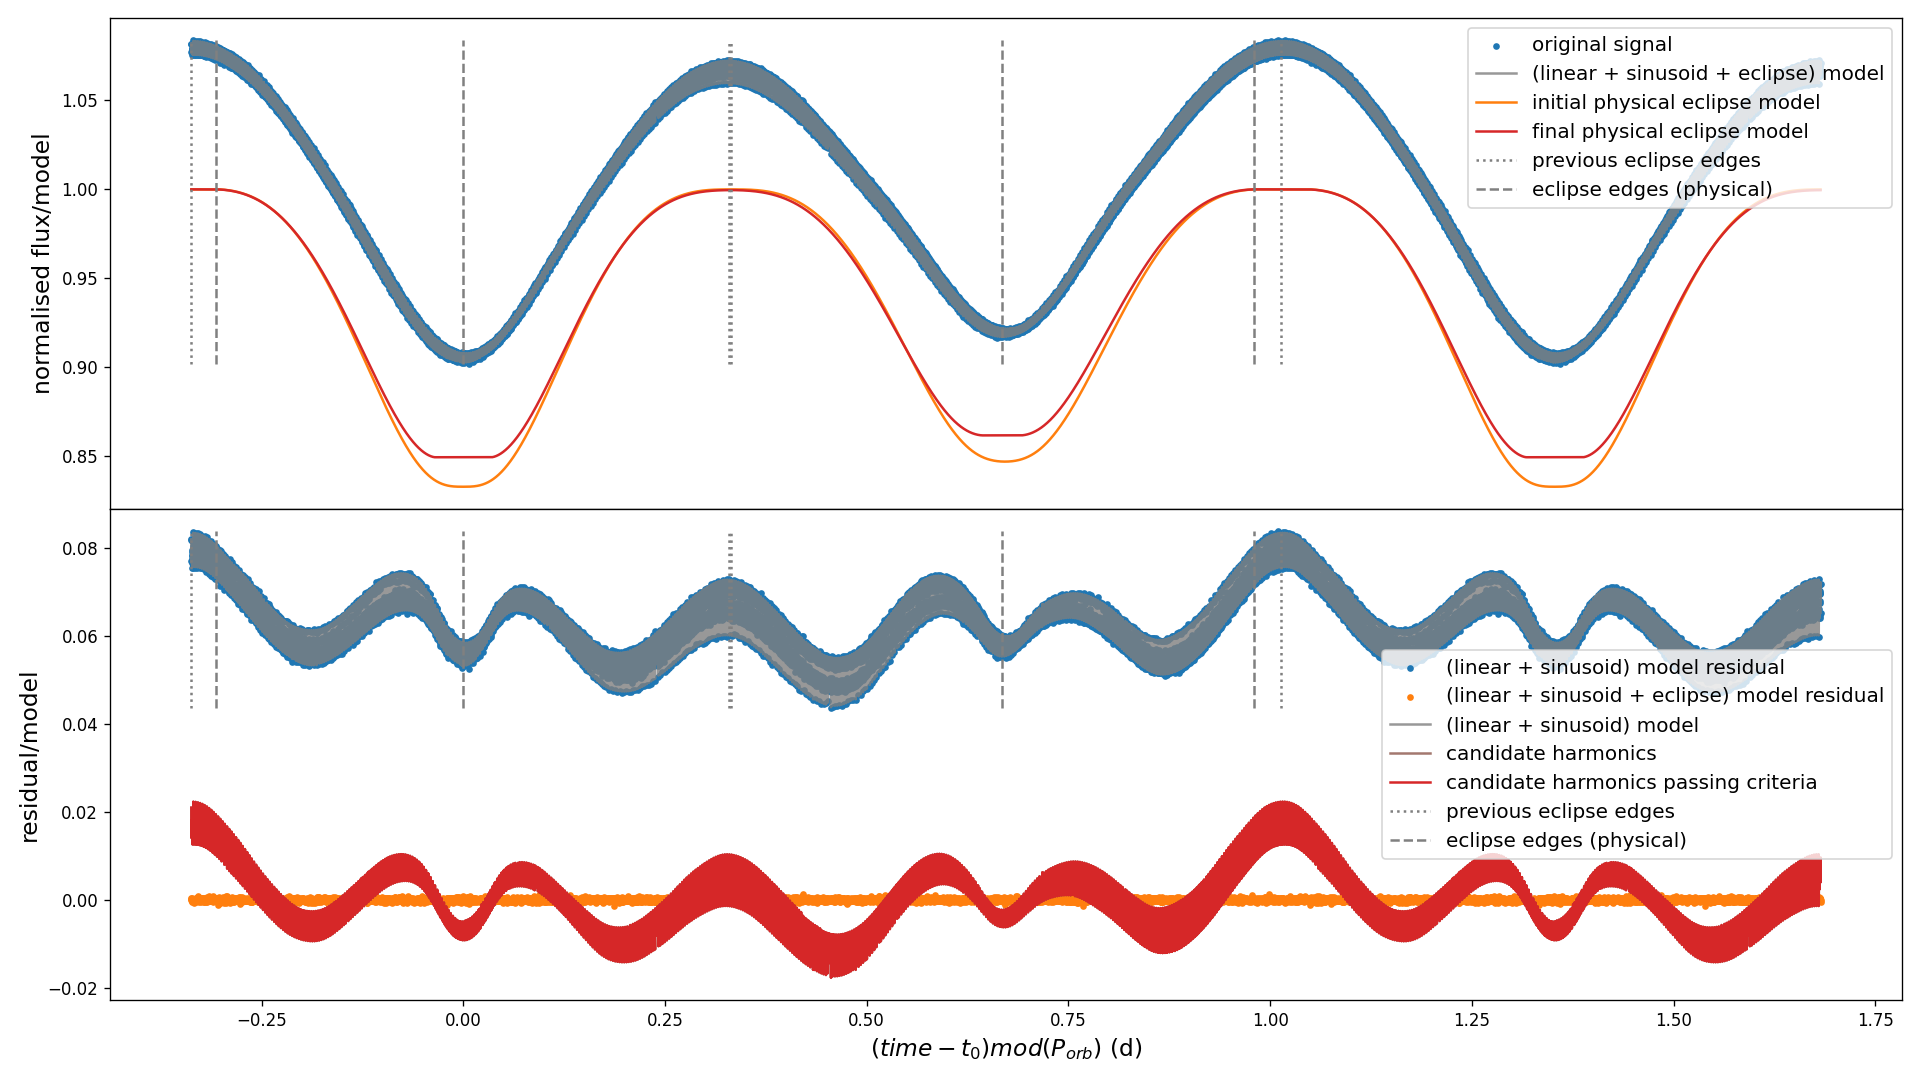 original signal
(linear + sinusoid + eclipse) model
initial physical eclipse model
final physical eclipse model
previous eclipse edges
eclipse edges (physical)
normalised flux/model
1.05
1.00
0.95
0.90
0.85
(linear + sinusoid) model residual
(linear + sinusoid + eclipse) model residual
(linear + sinusoid) model
candidate harmonics
candidate harmonics passing criteria
previous eclipse edges
eclipse edges (physical)
residual/model
0.08
0.06
0.04
0.02
0.00
−0.02
−0.25 0.00 0.25 0.50 0.75 1.00 1.25 1.50 1.75
(time − t₀)mod(Pₒᵣb) (d)